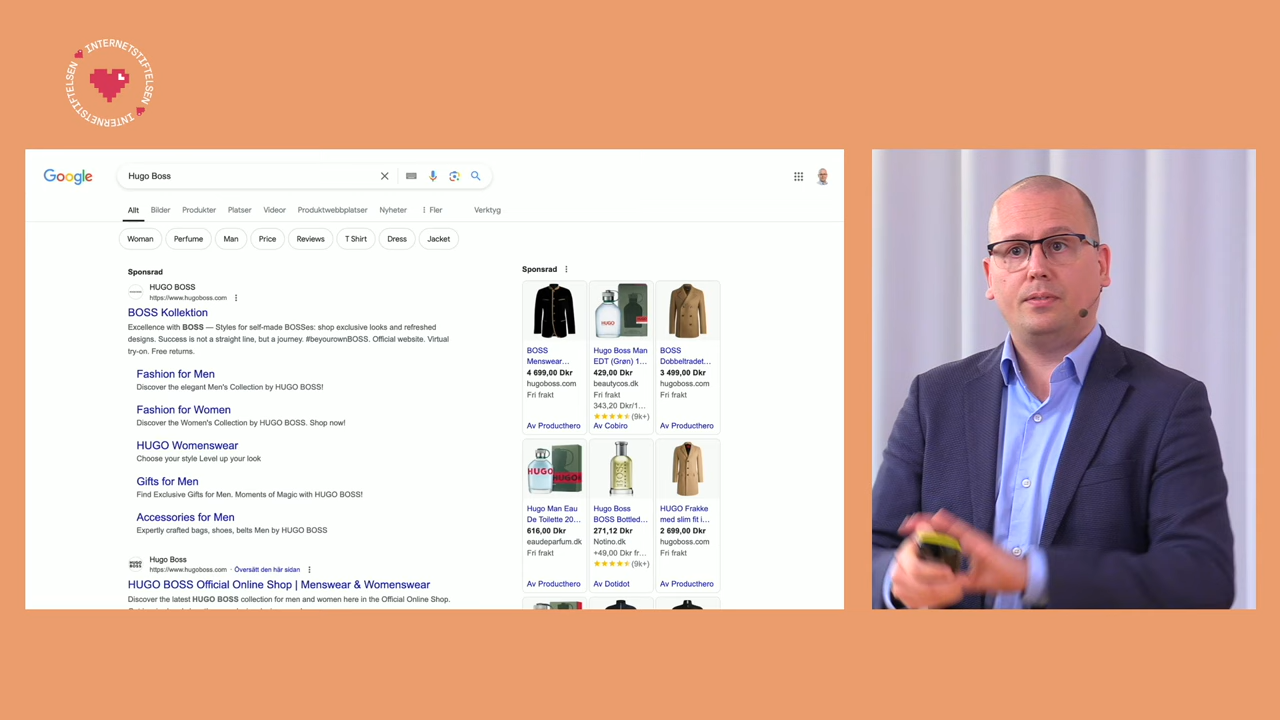 INTERNETSTIFTELSEN
INTERNETSTIFTELSEN
Google
Hugo Boss
Allt Bilder Produkter Platser Videor Produktwebbplatser Nyheter Fler Verktyg
Woman Perfume Man Price Reviews T Shirt Dress Jacket
Sponsrad
HUGO BOSS
https://www.hugoboss.com
BOSS Kollektion
Excellence with BOSS — Styles for self-made BOSSes: shop exclusive looks and refreshed
designs. Success is not a straight line, but a journey. #beyourownBOSS. Official website. Virtual
try-on. Free returns.
Fashion for Men
Discover the elegant Men's Collection by HUGO BOSS!
Fashion for Women
Discover the Women's Collection by HUGO BOSS. Shop now!
HUGO Womenswear
Choose your style Level up your look
Gifts for Men
Find Exclusive Gifts for Men. Moments of Magic with HUGO BOSS!
Accessories for Men
Expertly crafted bags, shoes, belts Men by HUGO BOSS
HUGO
BOSS
Hugo Boss
https://www.hugoboss.com · Översätt den här sidan
HUGO BOSS Official Online Shop | Menswear & Womenswear
Discover the latest HUGO BOSS collection for men and women here in the Official Online Shop.
Sponsrad
BOSS
Menswear...
4 699,00 Dkr
hugoboss.com
Fri frakt
Av Producthero
Hugo Boss Man
EDT (Grøn) 1...
429,00 Dkr
beautycos.dk
Fri frakt
343,20 Dkr/1...
(9k+)
Av Cobiro
BOSS
Dobbeltradet...
3 499,00 Dkr
hugoboss.com
Fri frakt
Av Producthero
HUGO
Hugo Man Eau
De Toilette 20...
616,00 Dkr
eaudeparfum.dk
Fri frakt
Av Producthero
BOSS
Hugo Boss
BOSS Bottled...
271,12 Dkr
Notino.dk
+49,00 Dkr fr...
(9k+)
Av Dotidot
HUGO Frakke
med slim fit i...
2 699,00 Dkr
hugoboss.com
Fri frakt
Av Producthero